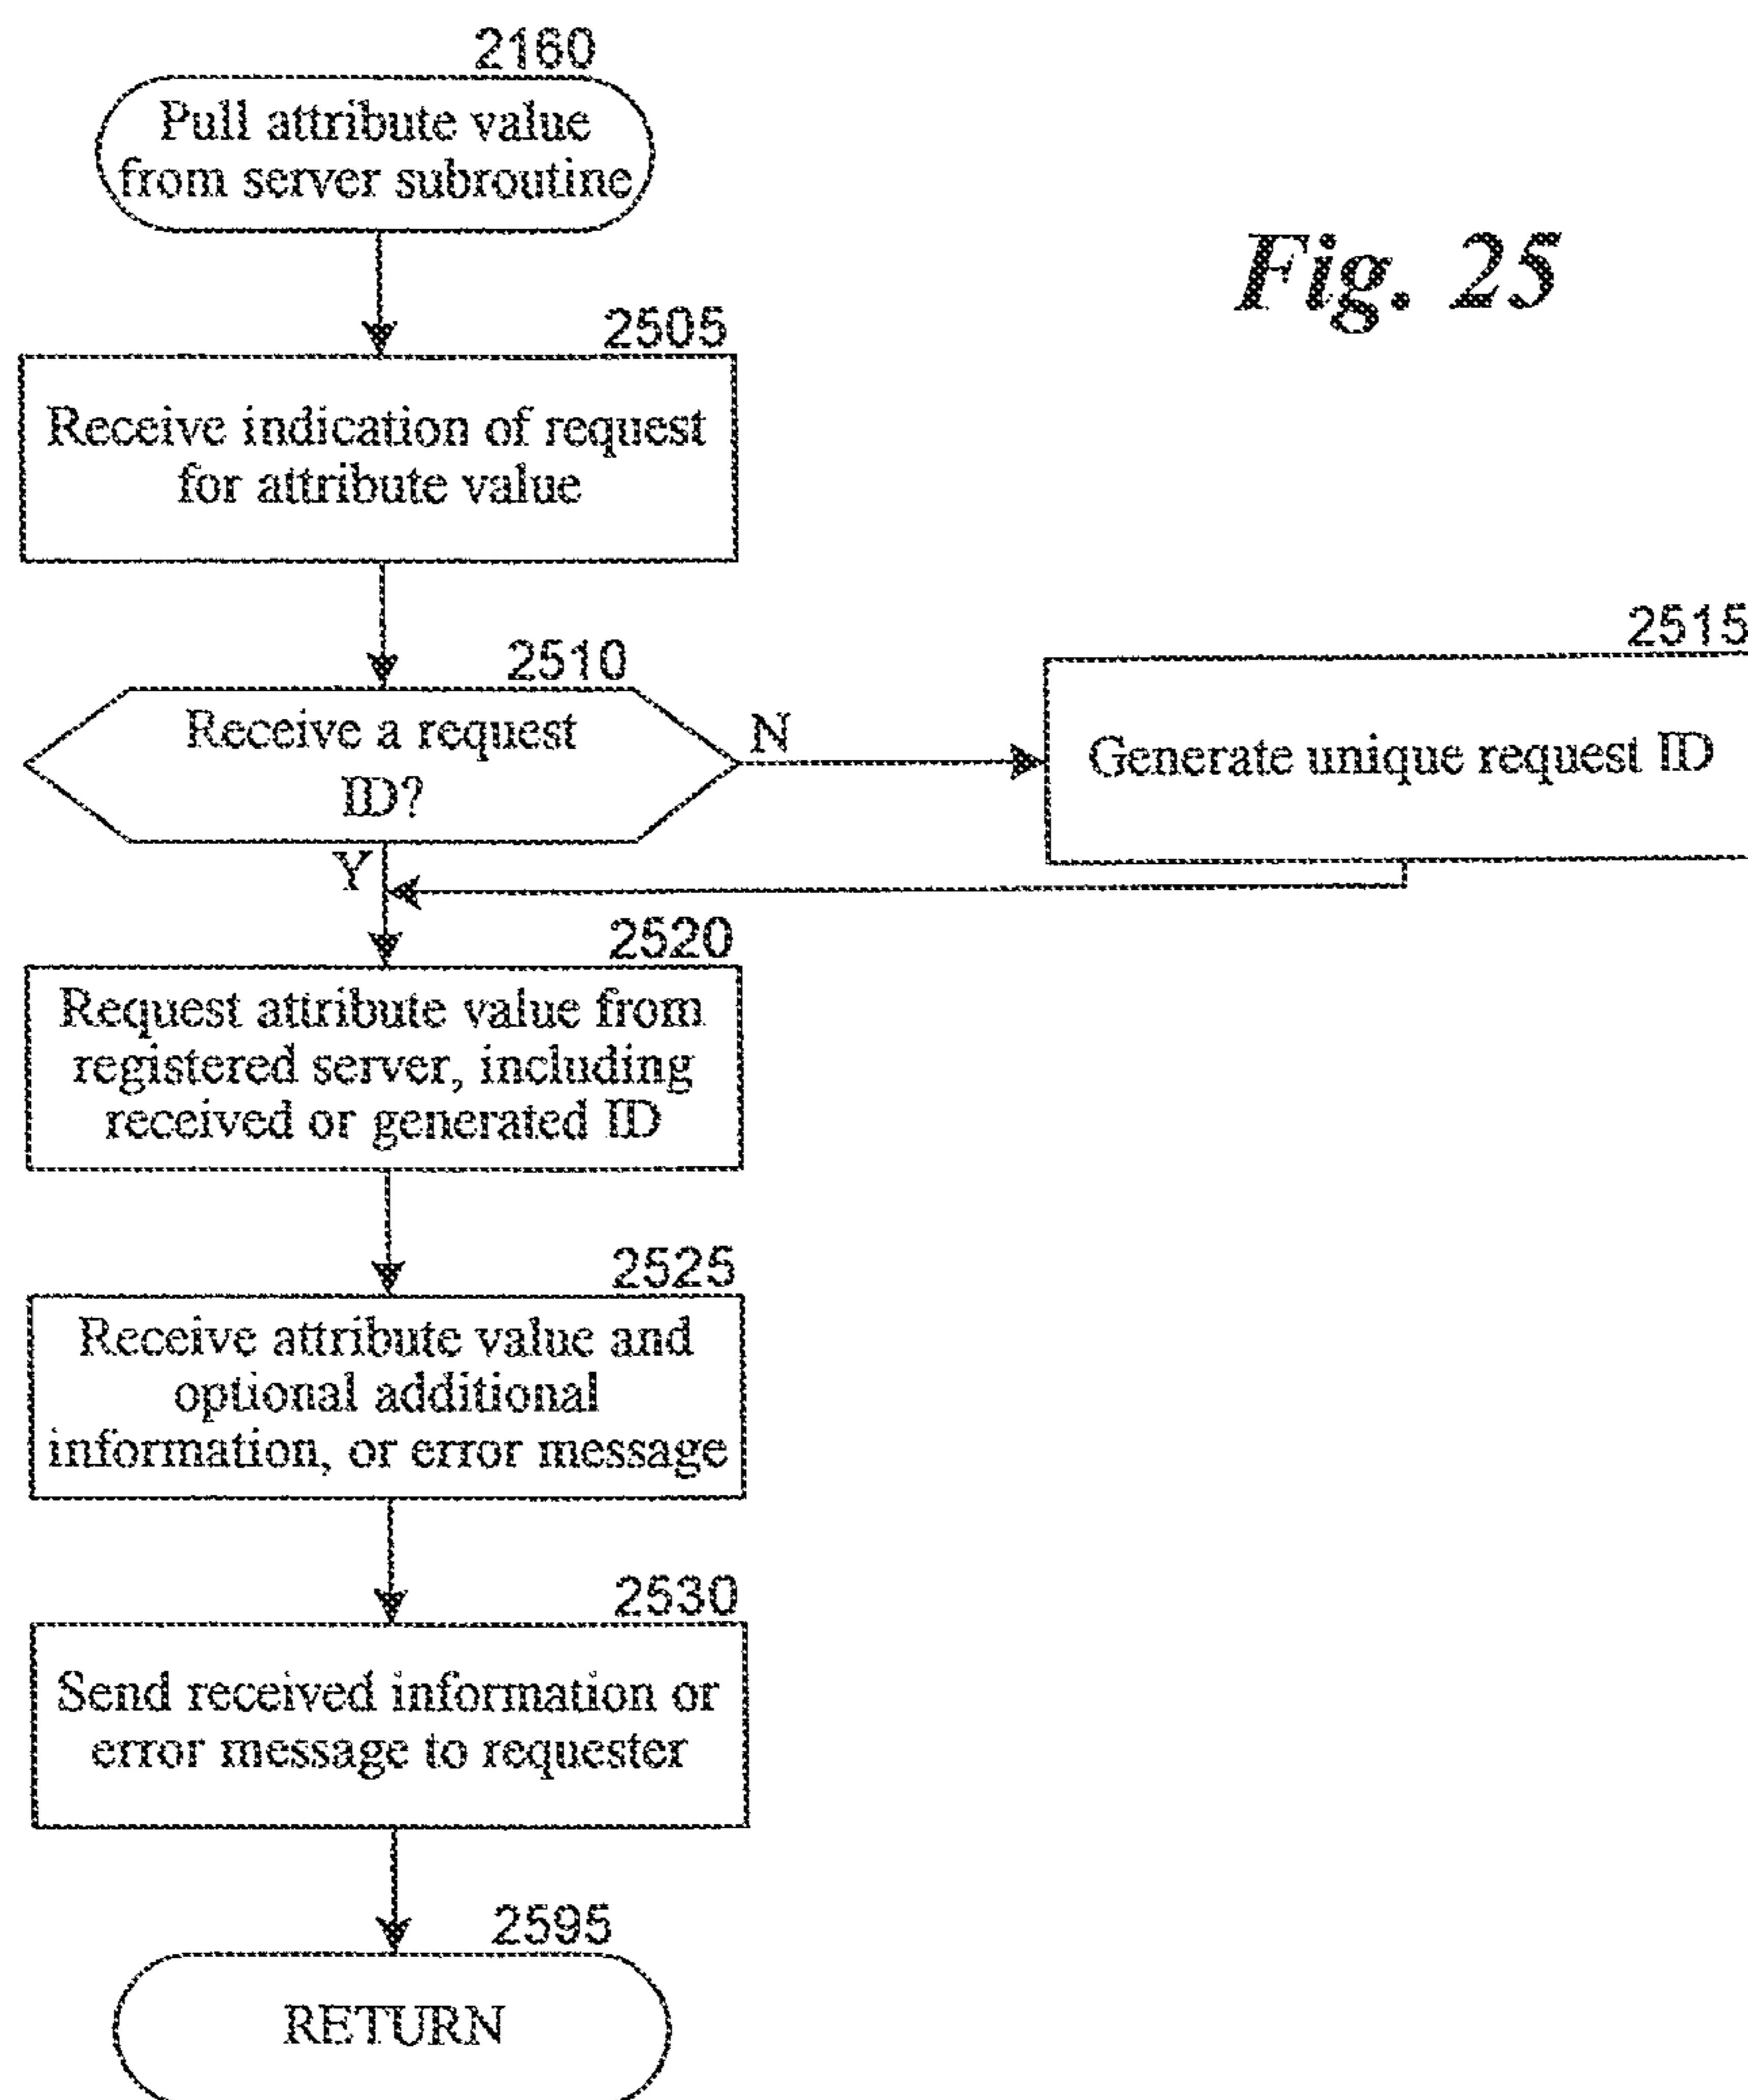 2160
Pull attribute value
from server subroutine
Fig. 25
2505
Receive indication of request
for attribute value
2510
Receive a request
ID?
N
2515
Generate unique request ID
Y
2520
Request attribute value from
registered server, including
received or generated ID
2525
Receive attribute value and
optional additional
information, or error message
2530
Send received information or
error message to requester
2595
RETURN